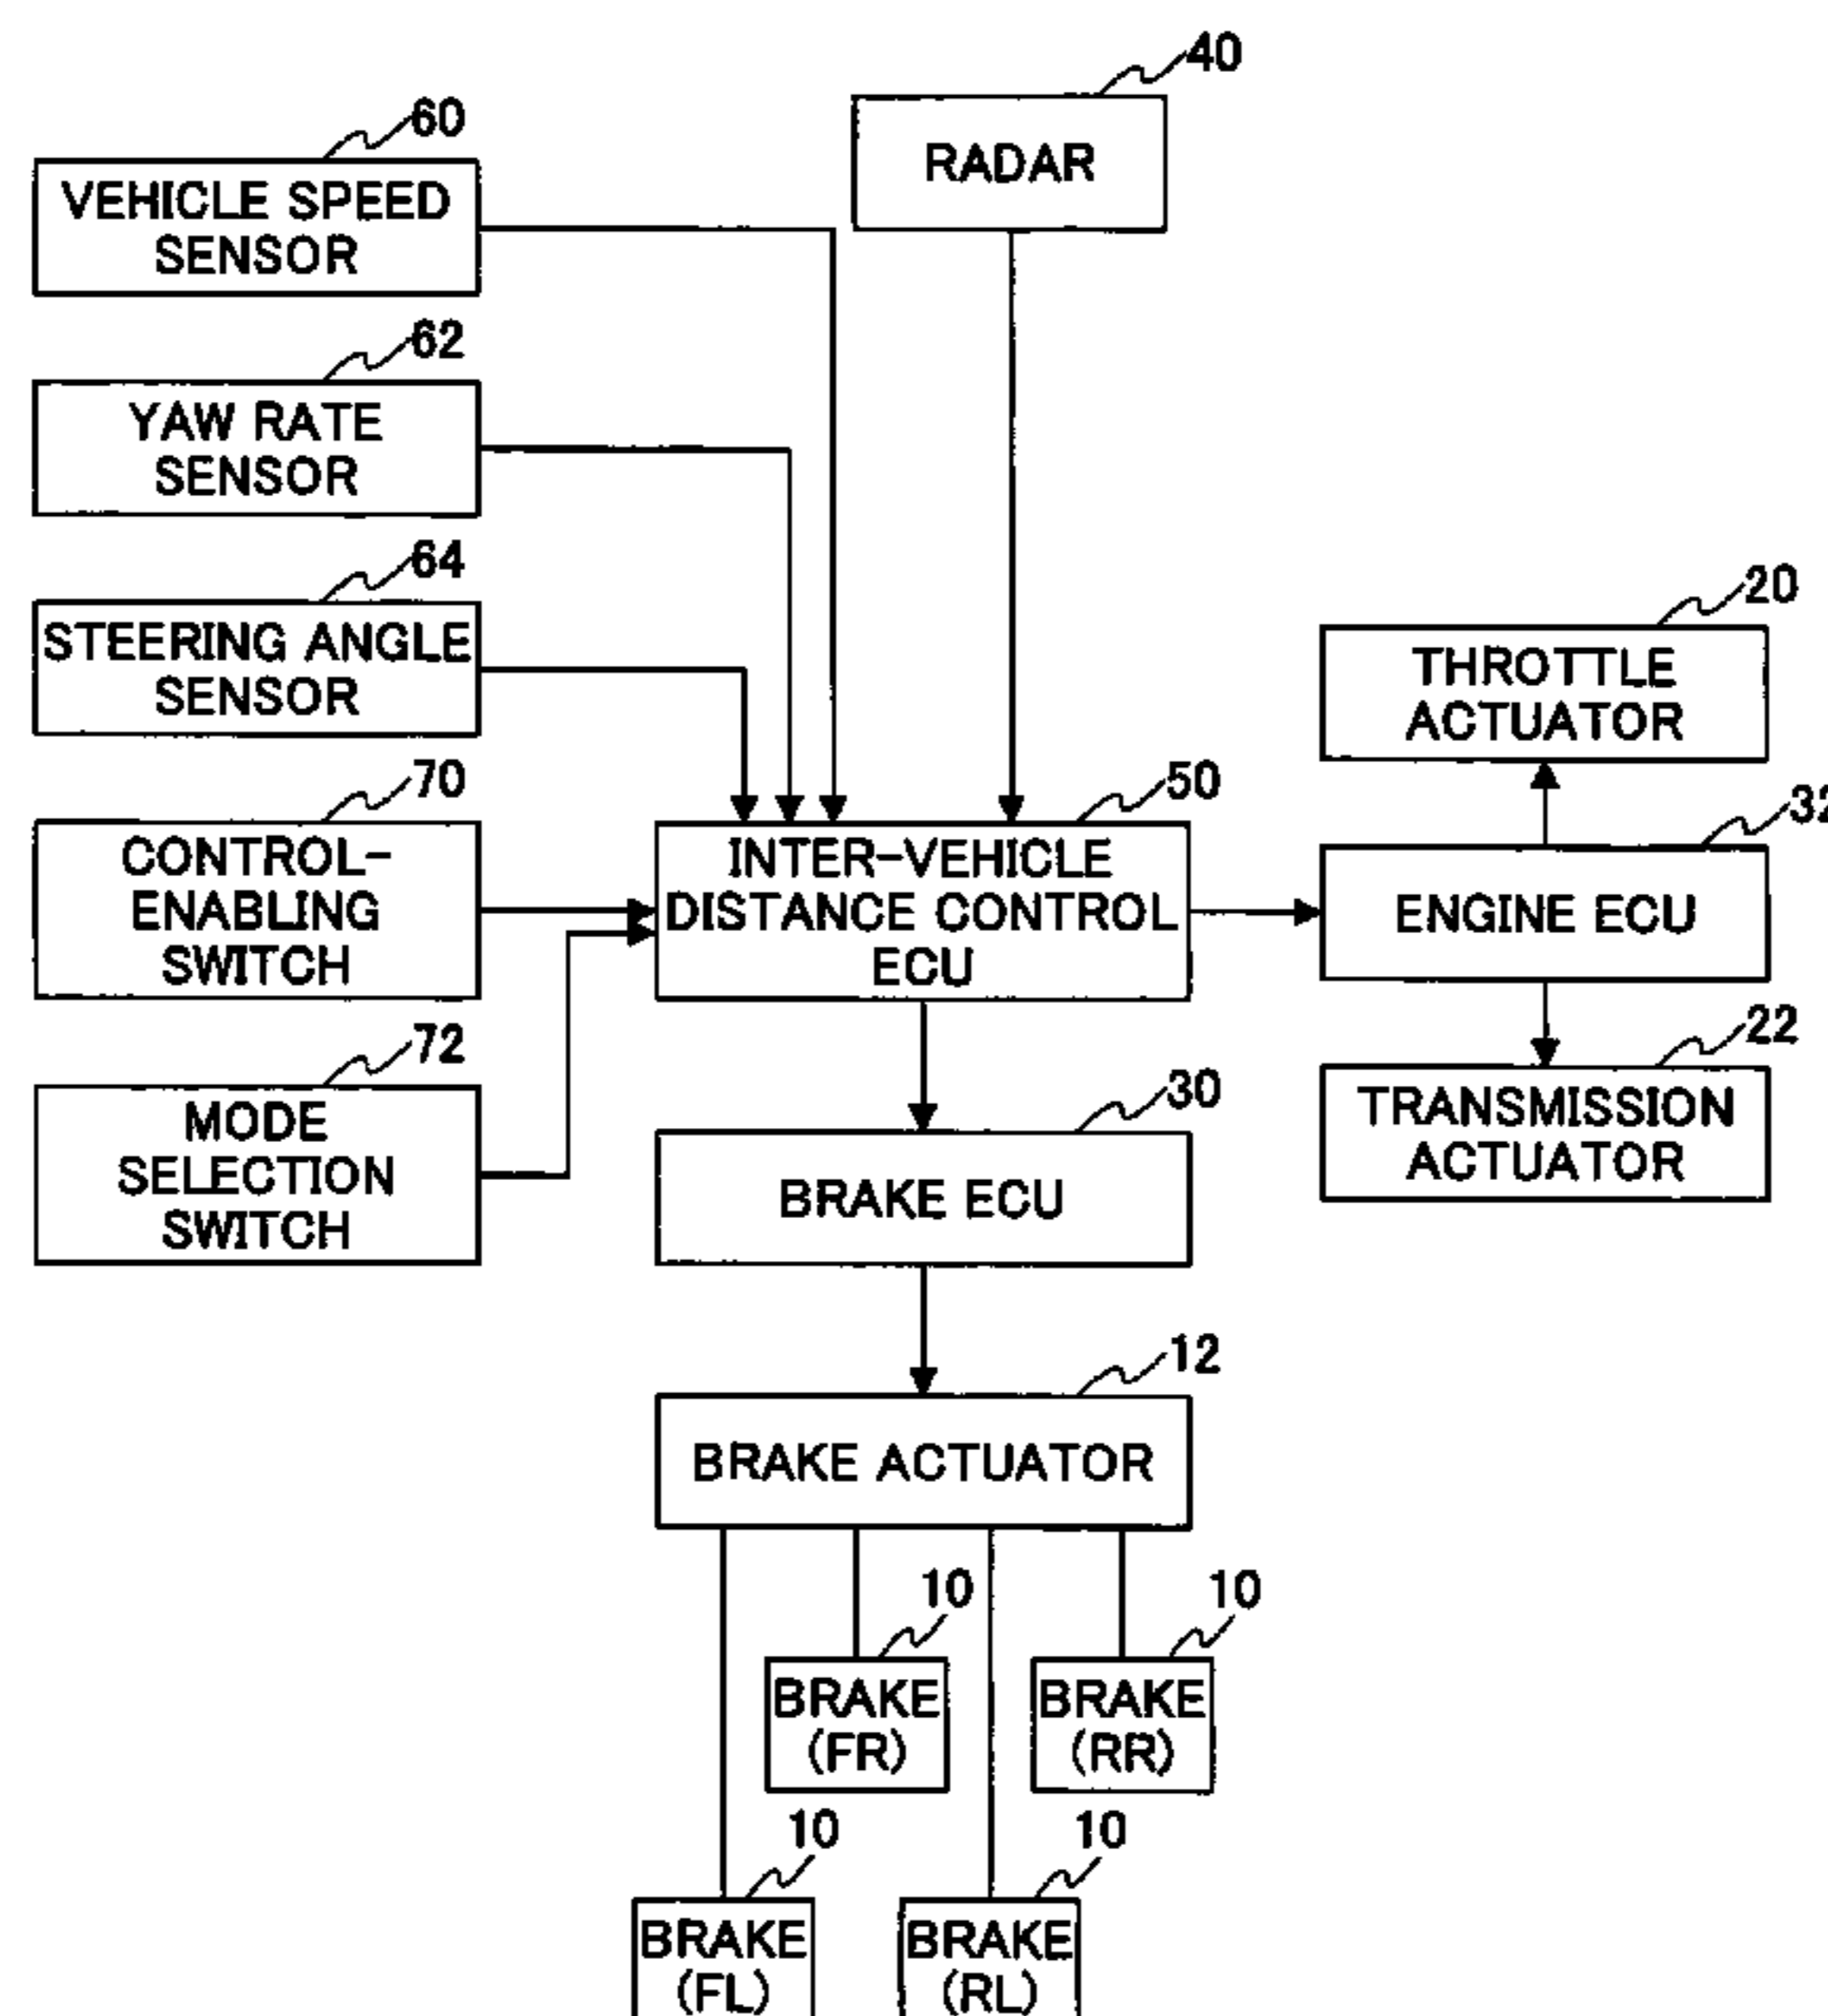 40
RADAR
60
VEHICLE SPEED
SENSOR
62
YAW RATE
SENSOR
64
STEERING ANGLE
SENSOR
70
CONTROL-
ENABLING
SWITCH
72
MODE
SELECTION
SWITCH
50
INTER-VEHICLE
DISTANCE CONTROL
ECU
20
THROTTLE
ACTUATOR
32
ENGINE ECU
22
TRANSMISSION
ACTUATOR
30
BRAKE ECU
12
BRAKE ACTUATOR
10
BRAKE
(FR)
10
BRAKE
(RR)
10
BRAKE
(FL)
10
BRAKE
(RL)